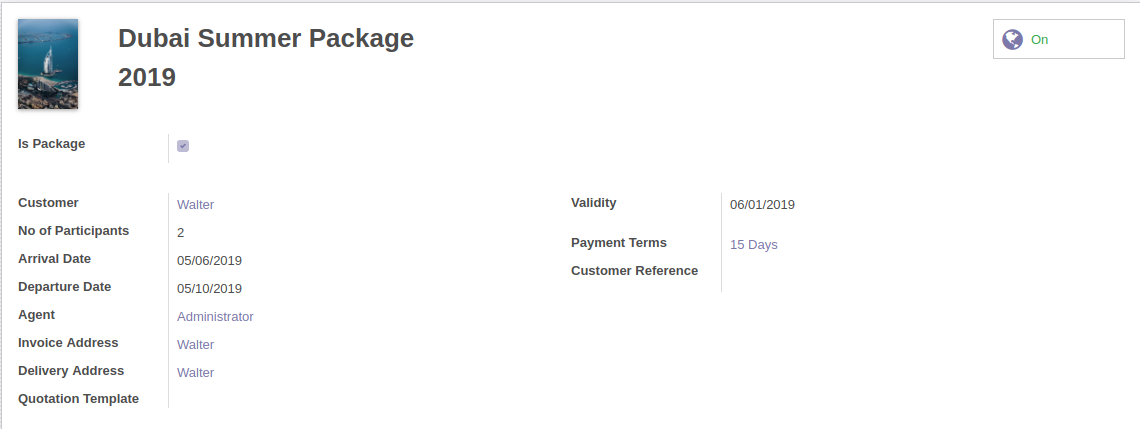 Dubai Summer Package
2019
On
Is Package
Customer Walter
No of Participants 2
Arrival Date 05/06/2019
Departure Date 05/10/2019
Agent Administrator
Invoice Address Walter
Delivery Address Walter
Quotation Template
Validity 06/01/2019
Payment Terms 15 Days
Customer Reference